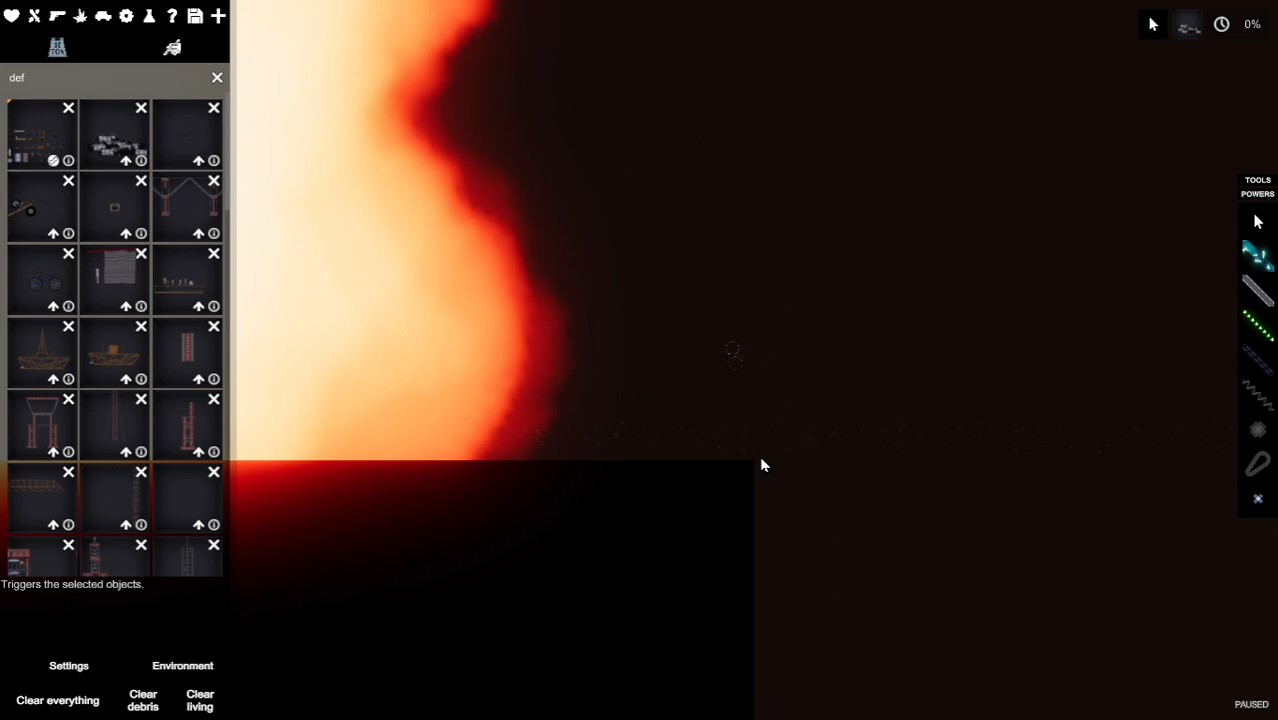 0%
def
TOOLS
POWERS
Triggers the selected objects.
Settings
Environment
Clear everything
Clear debris
Clear living
PAUSED